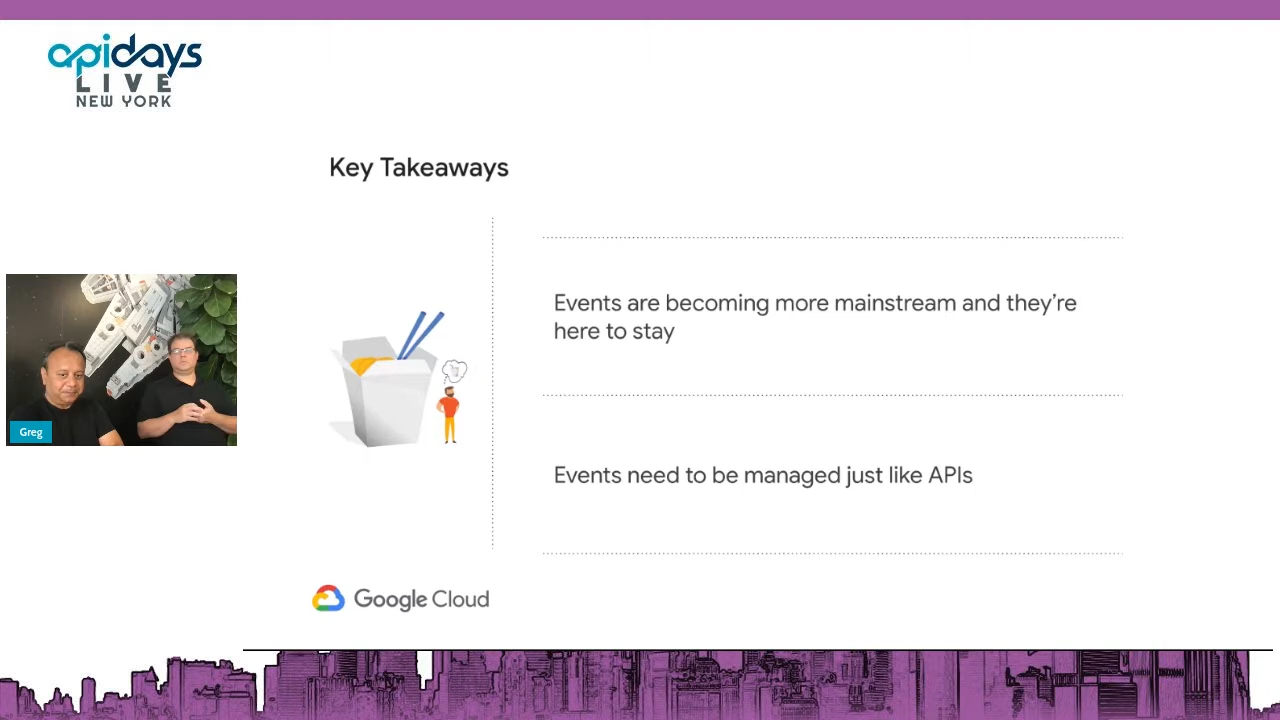 apidays
LIVE
NEW YORK
Key Takeaways
Events are becoming more mainstream and they’re
here to stay
Greg
Events need to be managed just like APIs
Google Cloud